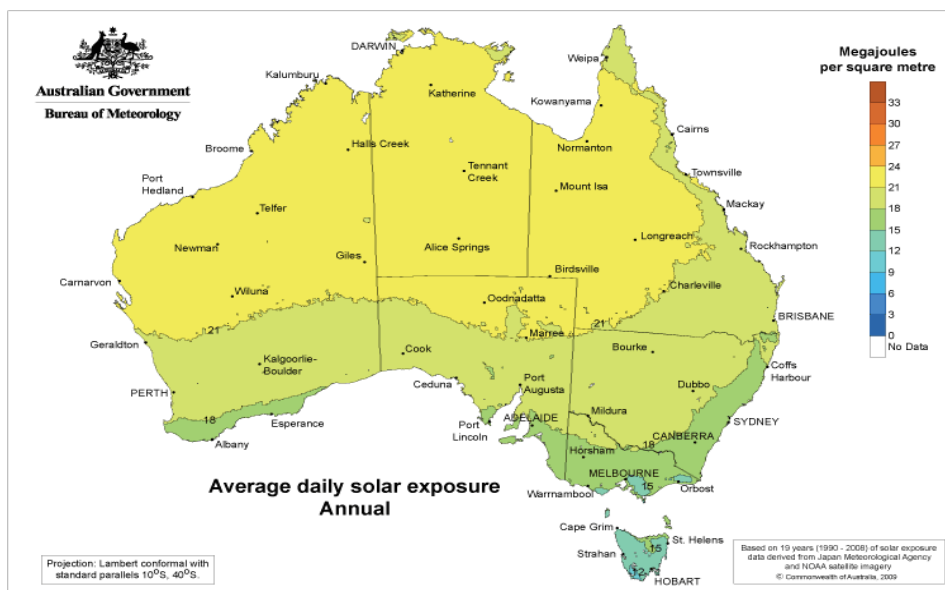 Australian Government
Bureau of Meteorology
DARWIN
Weipa
Kalumburu
Katherine
Kowanyama
Cairns
Broome
Halls Creek
Normanton
Tennant
Creek
Townsville
Port
Hedland
Mount Isa
Mackay
Telfer
Newman
Alice Springs
Longreach
Rockhampton
Giles
Carnarvon
Birdsville
Wiluna
Charleville
Oodnadatta
21
21
BRISBANE
Geraldton
Marree
Cook
Bourke
Kalgoorlie-
Boulder
Coffs
Harbour
PERTH
Ceduna
Port
Augusta
Dubbo
18
Esperance
Mildura
ADELAIDE
SYDNEY
Albany
Port
Lincoln
CANBERRA
18
Horsham
MELBOURNE
15
Orbost
Warrnambool
Cape Grim
St. Helens
15
Strahan
12
HOBART
Megajoules
per square metre
33
30
27
24
21
18
15
12
9
6
3
0
No Data
Average daily solar exposure
Annual
Projection: Lambert conformal with
standard parallels 10°S, 40°S.
Based on 19 years (1990 - 2008) of solar exposure
data derived from Japan Meteorological Agency
and NOAA satellite imagery
© Commonwealth of Australia, 2009